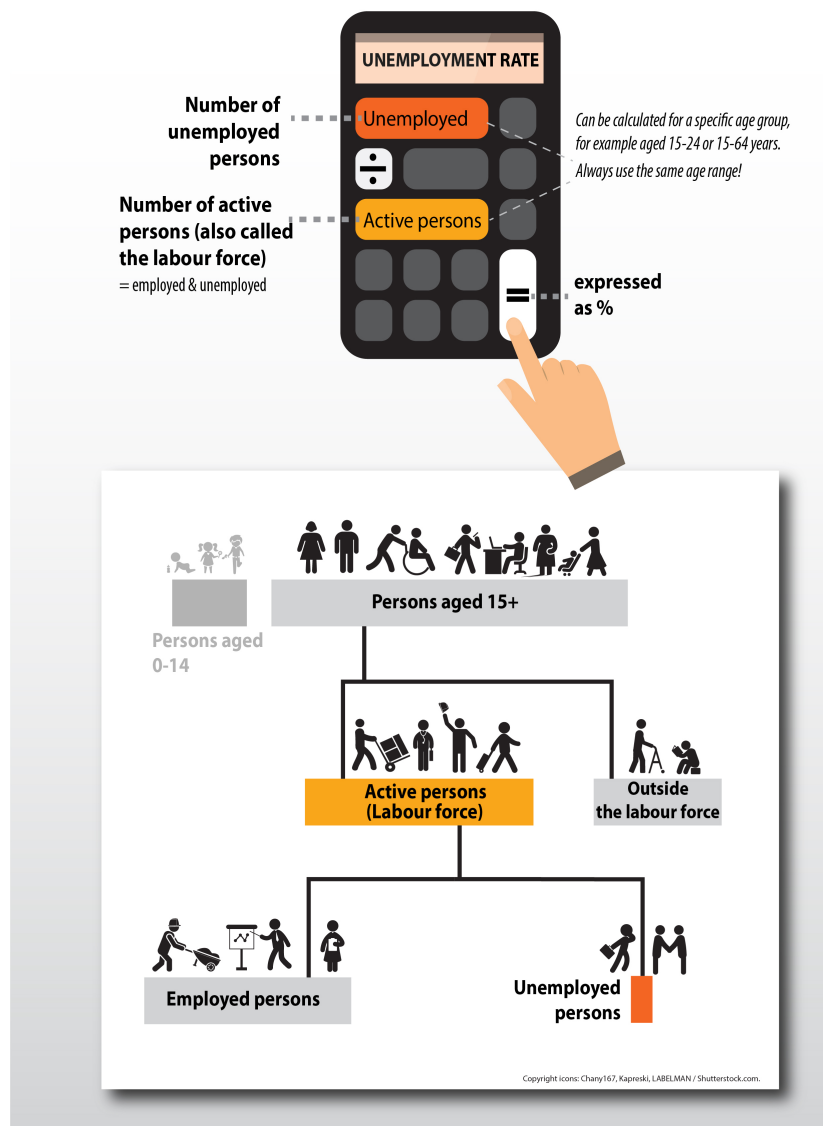 UNEMPLOYMENT RATE
Number of
unemployed
persons
Unemployed
Can be calculated for a specific age group,
for example aged 15-24 or 15-64 years.
Always use the same age range!
÷
Number of active
persons (also called
the labour force)
= employed & unemployed
Active persons
=
expressed
as %
Persons aged 15+
Persons aged
0-14
Active persons
(Labour force)
Outside
the labour force
Employed persons
Unemployed
persons
Copyright icons: Chany167, Kapreski, LABELMAN / Shutterstock.com.